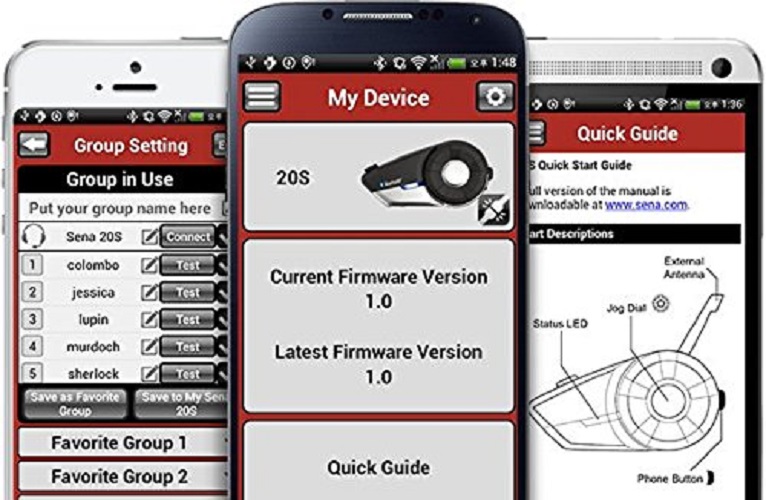 Group Setting
Group in Use
Put your group name here
Sena 20S
Connect
1
colombo
Test
2
jessica
Test
3
lupin
Test
4
murdoch
Test
5
sherlock
Test
Save as Favorite
Group
Save to My Sena
20S
Favorite Group 1
Favorite Group 2
1:48
My Device
20S
Current Firmware Version
1.0
Latest Firmware Version
1.0
Quick Guide
1:36
Quick Guide
S Quick Start Guide
ull version of the manual is
wnloadable at www.sena.com.
art Descriptions
External
Antenna
Jog Dial
Status LED
Phone Button